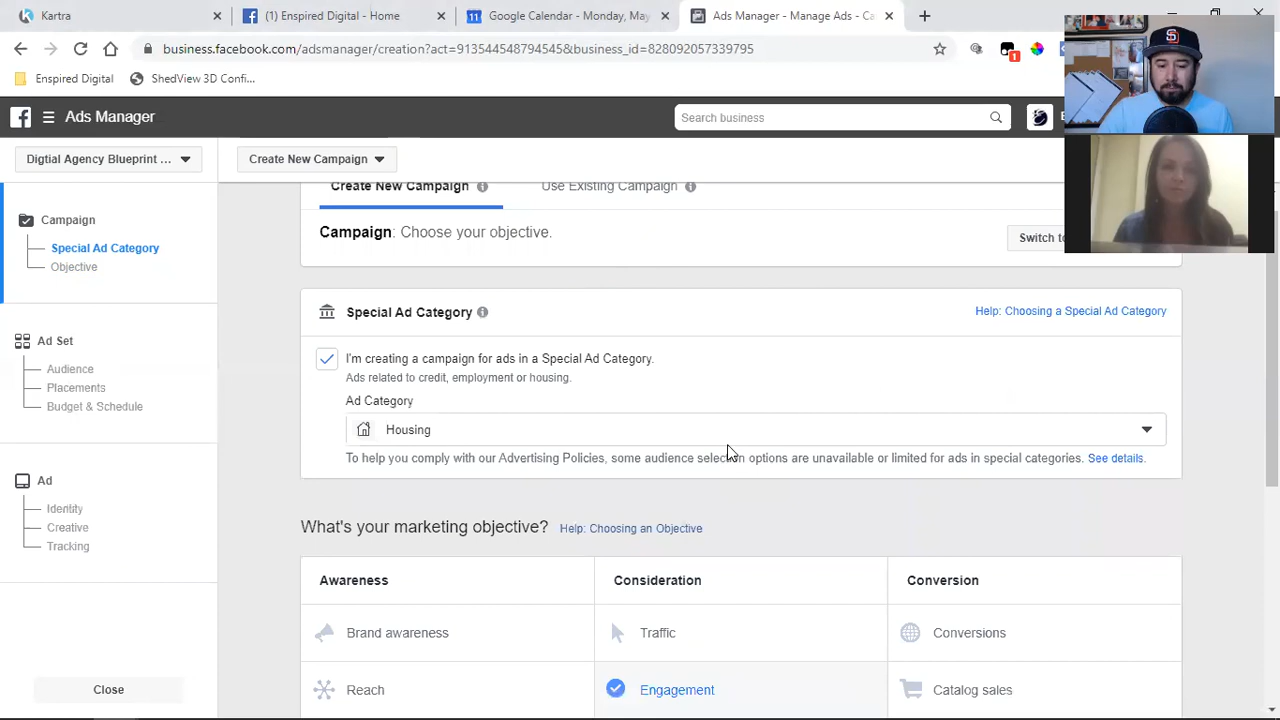 Kartra
(1) Enspired Digital - Home
Google Calendar - Monday, May
Ads Manager - Manage Ads - Ca
business.facebook.com/adsmanager/creation?act=913544548794545&business_id=828092057339795
1
Enspired Digital
ShedView 3D Confi...
Ads Manager
Search business
Digtial Agency Blueprint ...
Create New Campaign
Campaign
Special Ad Category
Objective
Ad Set
Audience
Placements
Budget & Schedule
Ad
Identity
Creative
Tracking
Close
Create New Campaign
Use Existing Campaign
Campaign: Choose your objective.
Switch to
Special Ad Category
Help: Choosing a Special Ad Category
I'm creating a campaign for ads in a Special Ad Category.
Ads related to credit, employment or housing.
Ad Category
Housing
To help you comply with our Advertising Policies, some audience selection options are unavailable or limited for ads in special categories. See details.
What's your marketing objective? Help: Choosing an Objective
Awareness
Consideration
Conversion
Brand awareness
Traffic
Conversions
Reach
Engagement
Catalog sales